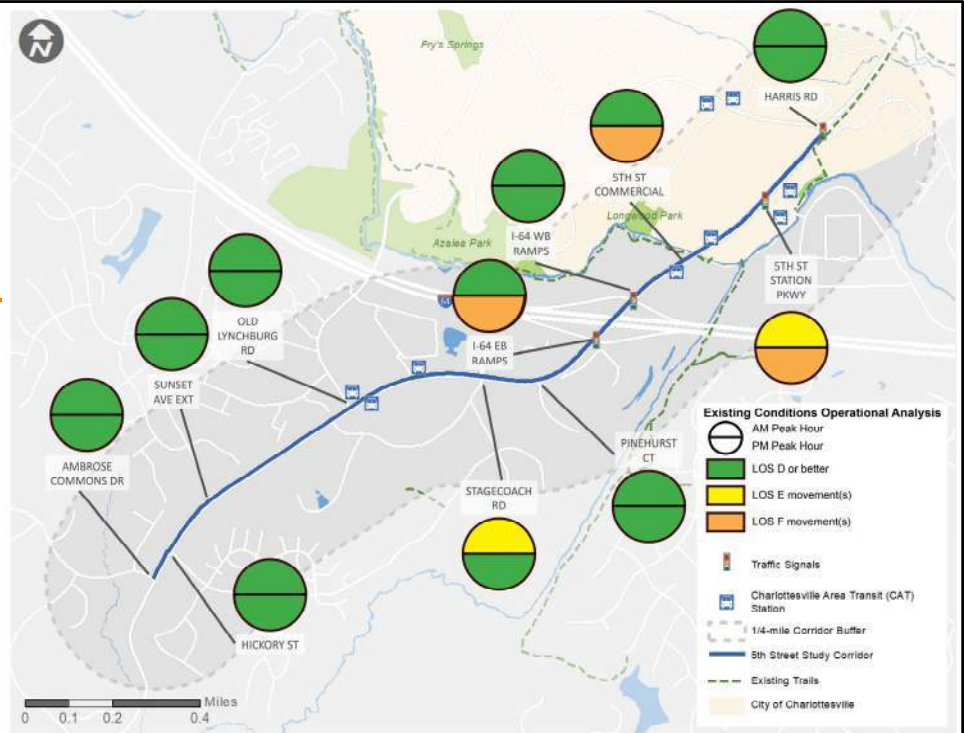 N
Fry's Springs
HARRIS RD
5TH ST
COMMERCIAL
Longwood Park
I-64 WB
RAMPS
Azalea Park
5TH ST
STATION
PKWY
OLD
LYNCHBURG
RD
64
I-64 EB
RAMPS
SUNSET
AVE EXT
AMBROSE
COMMONS DR
PINEHURST
CT
STAGECOACH
RD
HICKORY ST
Existing Conditions Operational Analysis
AM Peak Hour
PM Peak Hour
LOS D or better
LOS E movement(s)
LOS F movement(s)
Traffic Signals
Charlottesville Area Transit (CAT)
Station
1/4-mile Corridor Buffer
5th Street Study Corridor
Existing Trails
City of Charlottesville
Miles
0 0.1 0.2 0.4